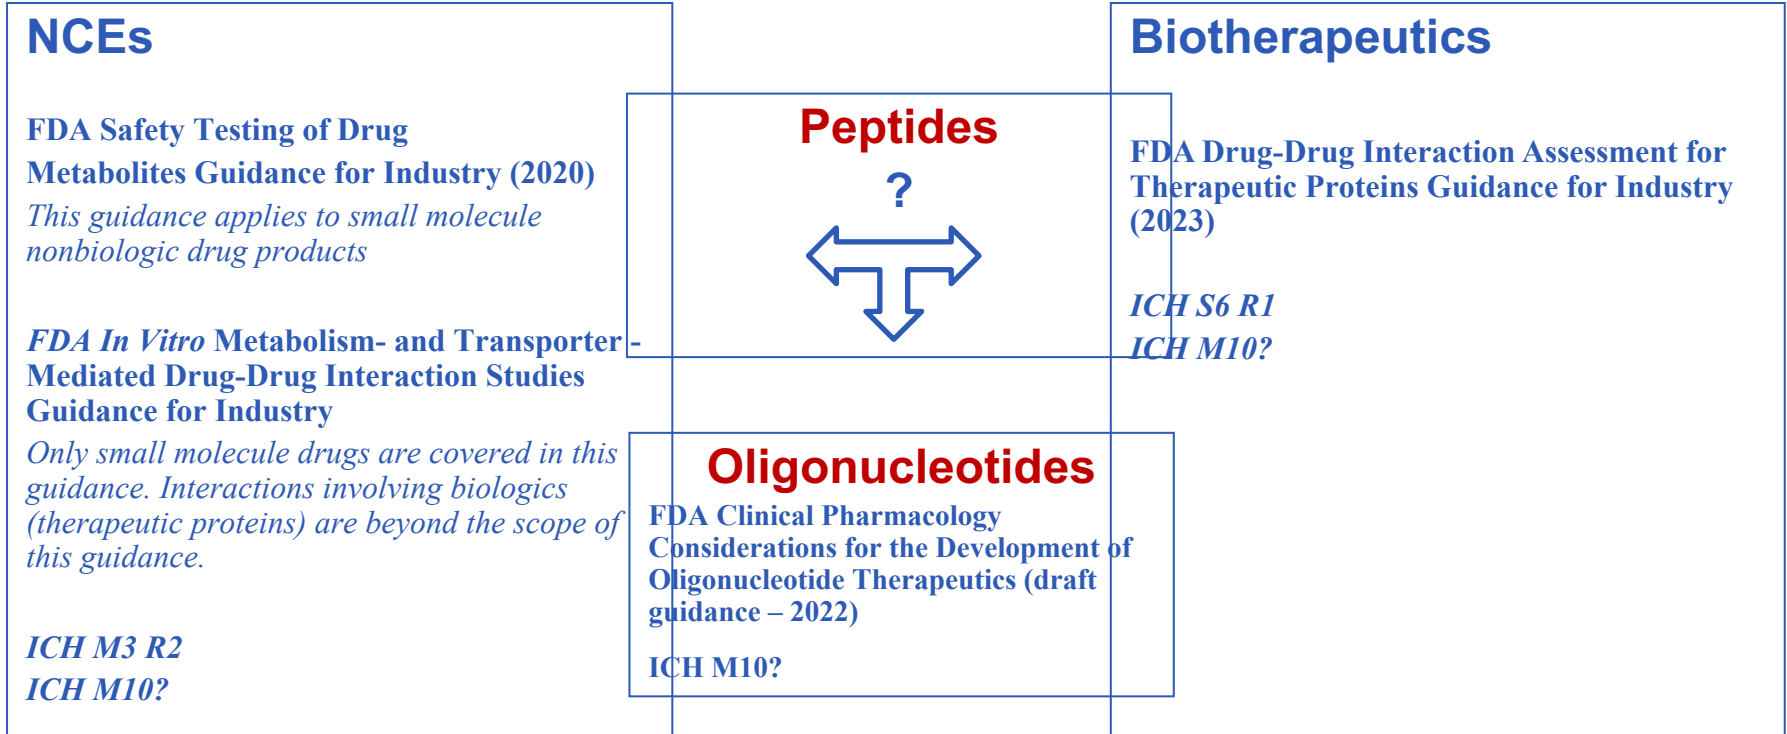 NCEs
FDA Safety Testing of Drug
Metabolites Guidance for Industry (2020)
This guidance applies to small molecule
nonbiologic drug products
FDA In Vitro Metabolism- and Transporter -
Mediated Drug-Drug Interaction Studies
Guidance for Industry
Only small molecule drugs are covered in this
guidance. Interactions involving biologics
(therapeutic proteins) are beyond the scope of
this guidance.
ICH M3 R2
ICH M10?
Peptides
?
Oligonucleotides
FDA Clinical Pharmacology
Considerations for the Development of
Oligonucleotide Therapeutics (draft
guidance – 2022)
ICH M10?
Biotherapeutics
FDA Drug-Drug Interaction Assessment for
Therapeutic Proteins Guidance for Industry
(2023)
ICH S6 R1
ICH M10?